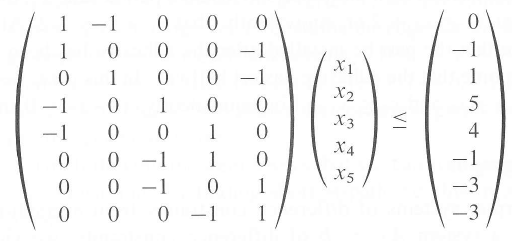 1 −1 0 0 0 0
1 0 0 0 −1 −1
0 1 0 0 −1 x1 1
−1 0 1 0 0 x2 5
−1 0 0 1 0 x3 ≤ 4
0 0 −1 1 0 x4 −1
0 0 −1 0 1 x5 −3
0 0 0 −1 1 −3